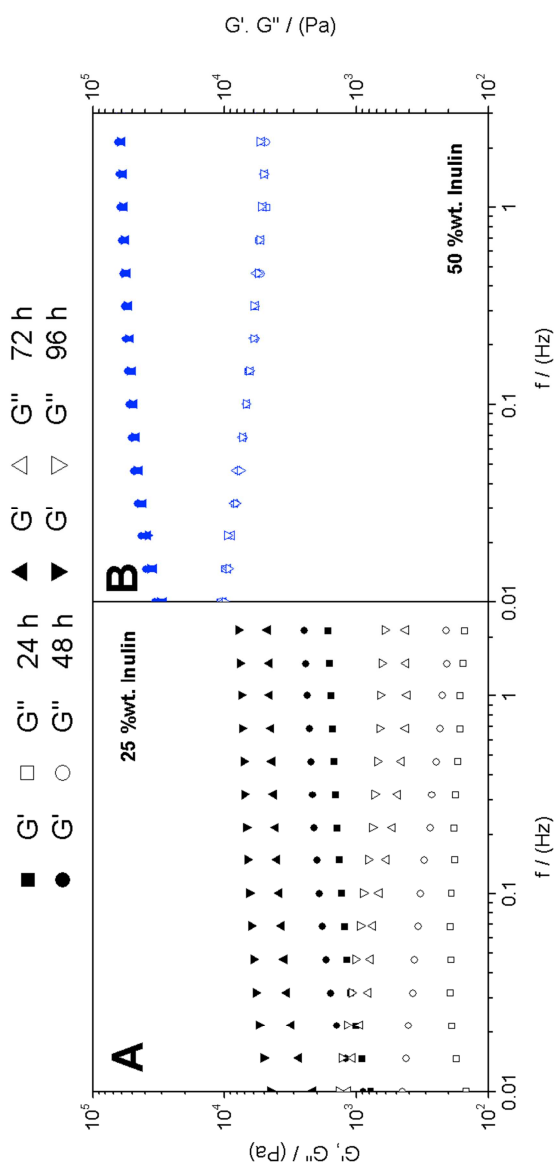 G' G" 24 h G' G" 72 h
G' G" 48 h G' G" 96 h
A
25 %wt. Inulin
B
50 %wt. Inulin
10⁵
10⁴
10³
10²
G', G" / (Pa)
10⁵
10⁴
10³
10²
G'. G" / (Pa)
0.01 0.1 1 0.01 0.1 1
f / (Hz) f / (Hz)